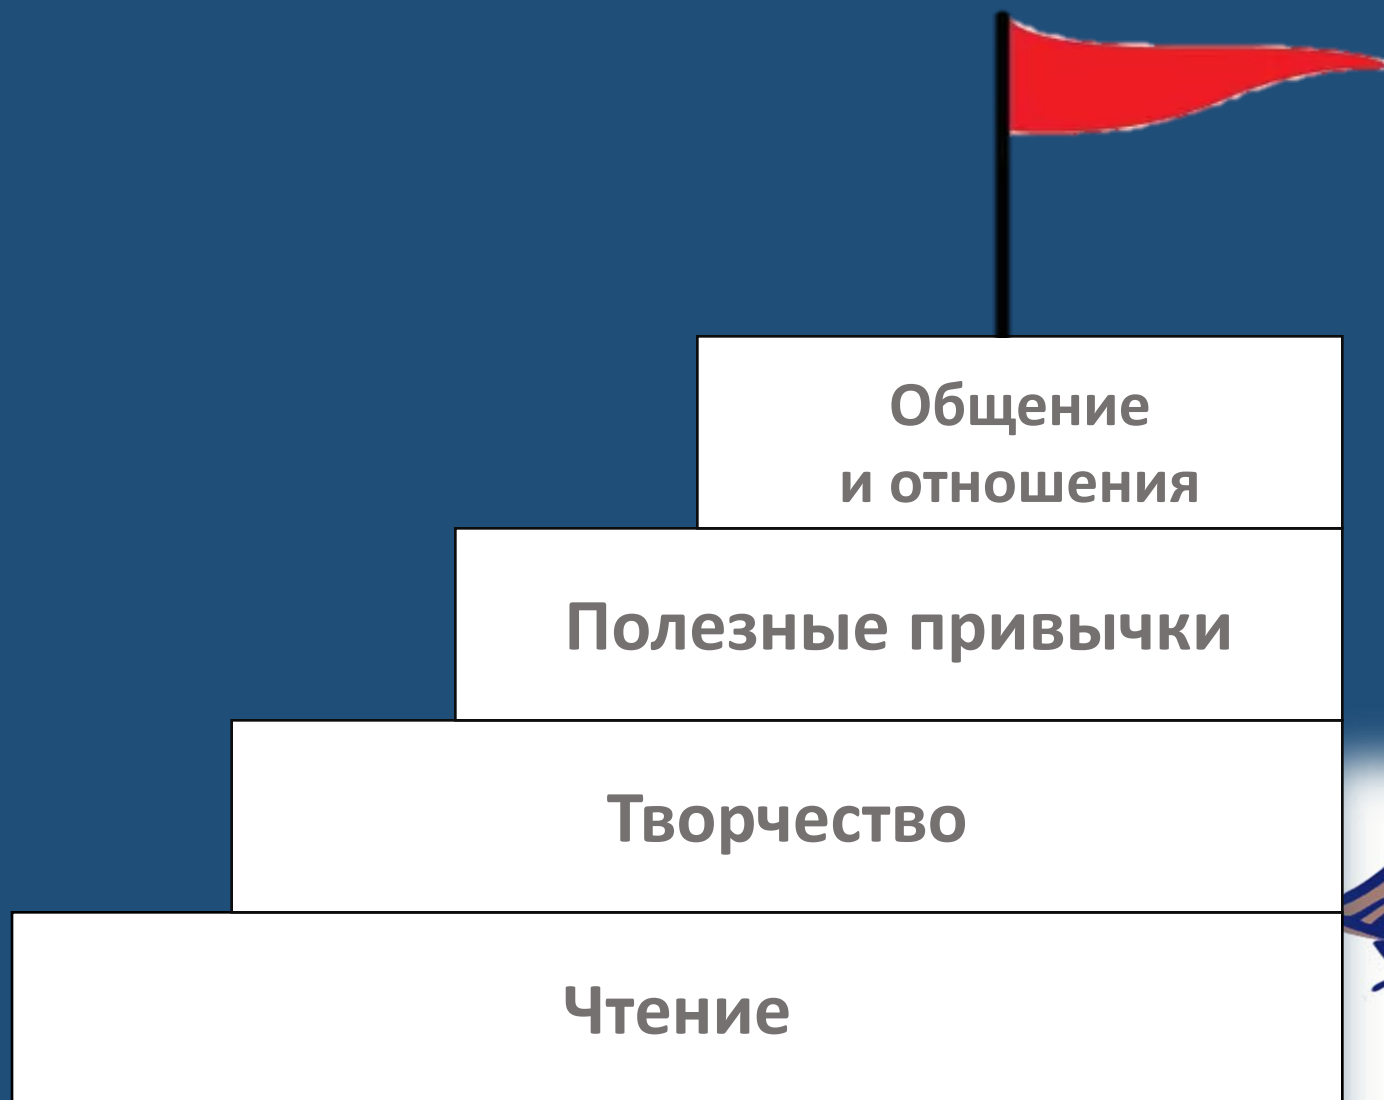 Общение
и отношения
Полезные привычки
Творчество
Чтение